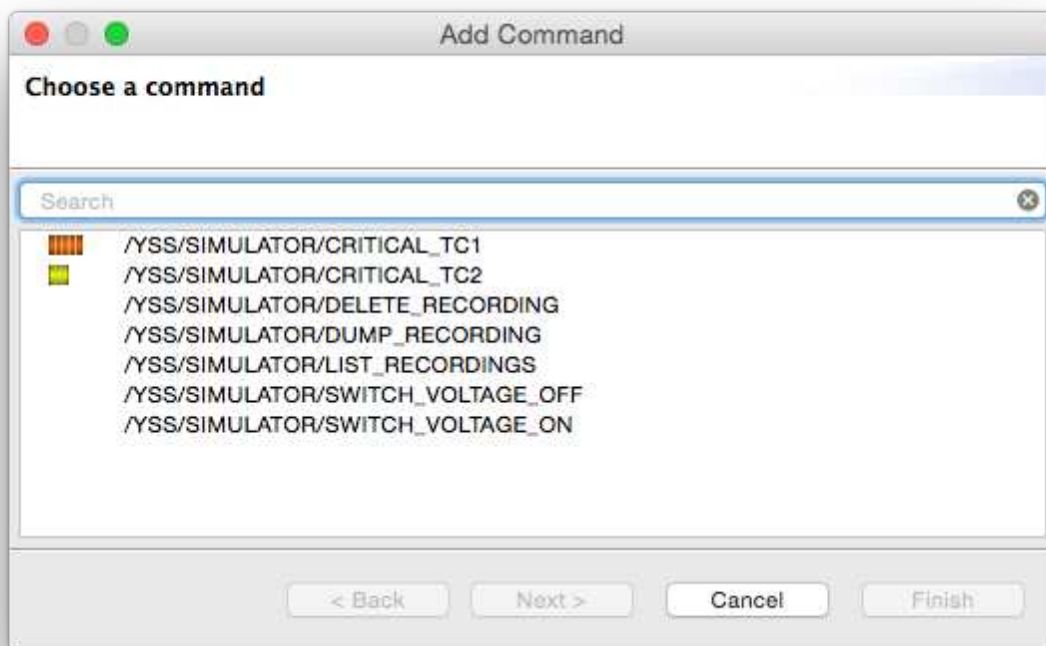 Add Command
Choose a command
Search
/YSS/SIMULATOR/CRITICAL_TC1
/YSS/SIMULATOR/CRITICAL_TC2
/YSS/SIMULATOR/DELETE_RECORDING
/YSS/SIMULATOR/DUMP_RECORDING
/YSS/SIMULATOR/LIST_RECORDINGS
/YSS/SIMULATOR/SWITCH_VOLTAGE_OFF
/YSS/SIMULATOR/SWITCH_VOLTAGE_ON
< Back Next > Cancel Finish